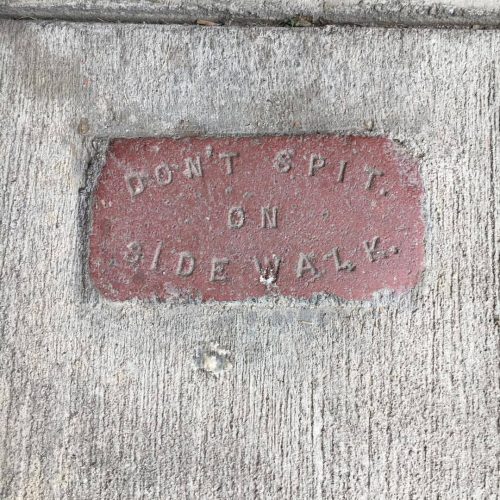 DON'T SPIT.
ON
SIDEWALK.